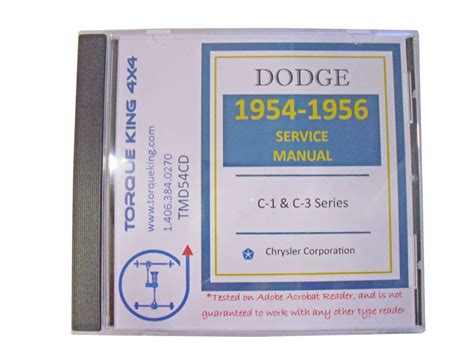 TORQUE KING 4X4
www.torqueking.com
1.406.384.0270
TMD54CD
DODGE
1954-1956
SERVICE
MANUAL
C-1 & C-3 Series
Chrysler Corporation
*Tested on Adobe Acrobat Reader, and is not
guaranteed to work with any other type reader.